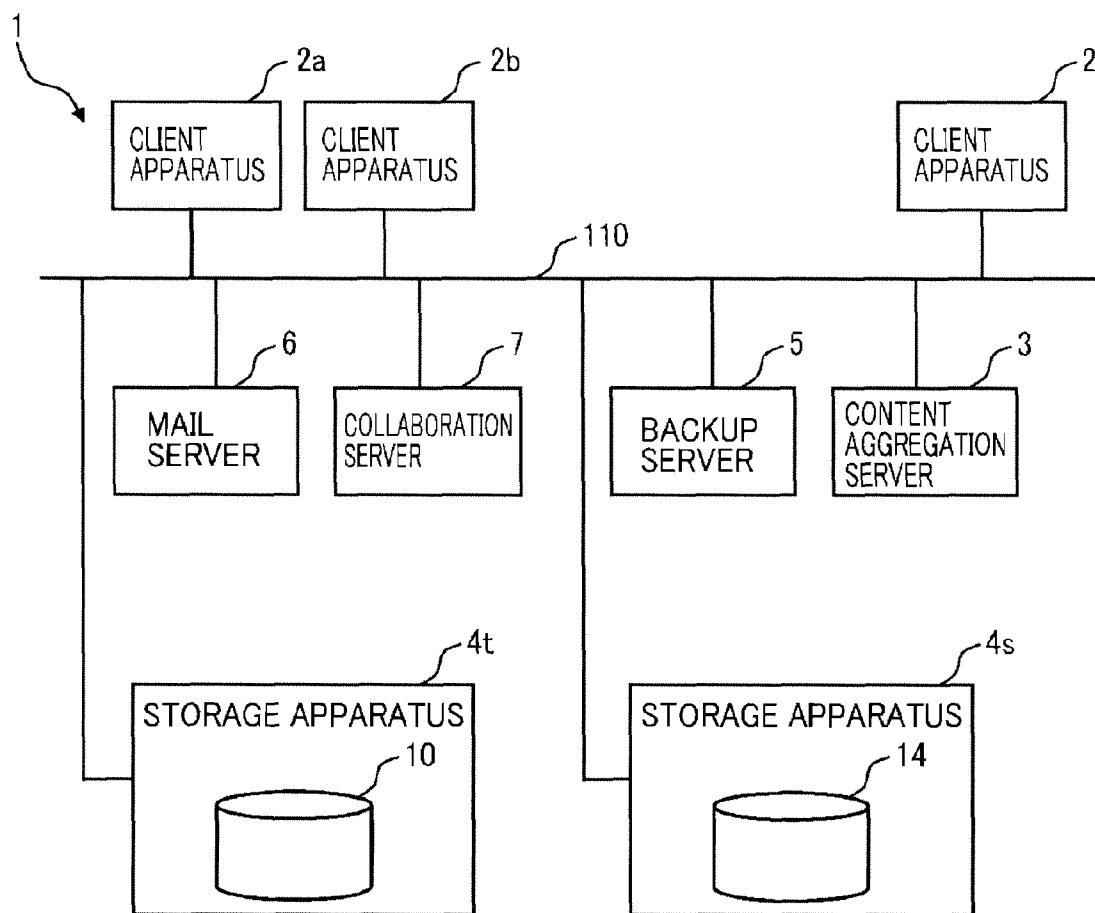 1
2a
2b
2
CLIENT
APPARATUS
CLIENT
APPARATUS
CLIENT
APPARATUS
110
6
7
5
3
MAIL
SERVER
COLLABORATION
SERVER
BACKUP
SERVER
CONTENT
AGGREGATION
SERVER
4t
4s
STORAGE APPARATUS
STORAGE APPARATUS
10
14